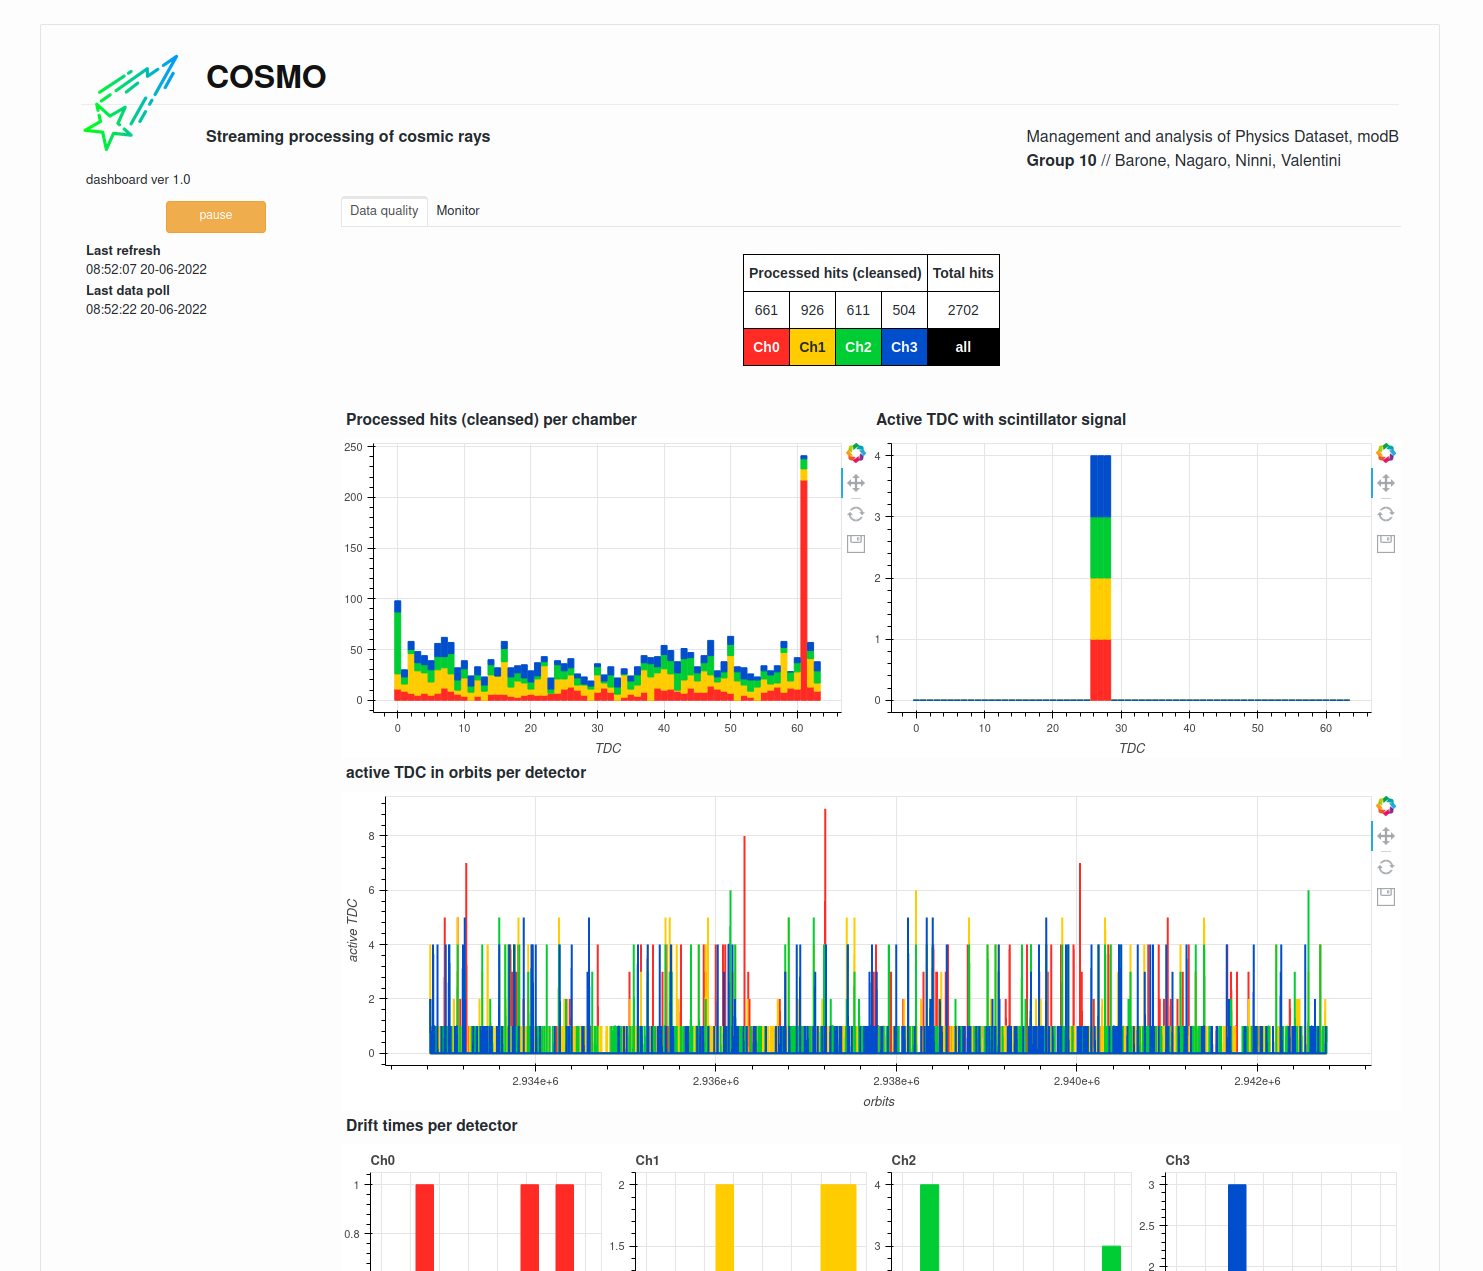 COSMO
Streaming processing of cosmic rays
Management and analysis of Physics Dataset, modB
Group 10 // Barone, Nagaro, Ninni, Valentini
dashboard ver 1.0
pause
Last refresh
08:52:07 20-06-2022
Last data poll
08:52:22 20-06-2022
Data quality Monitor
Processed hits (cleansed) Total hits
661 926 611 504 2702
Ch0 Ch1 Ch2 Ch3 all
Processed hits (cleansed) per chamber
250
200
150
100
50
0
0 10 20 30 40 50 60
TDC
Active TDC with scintillator signal
4
3
2
1
0
0 10 20 30 40 50 60
TDC
active TDC in orbits per detector
active TDC
8
6
4
2
0
2.934e+6 2.936e+6 2.938e+6 2.940e+6 2.942e+6
orbits
Drift times per detector
Ch0
1
0.8
Ch1
2
1.5
Ch2
4
3
Ch3
3
2.5
2